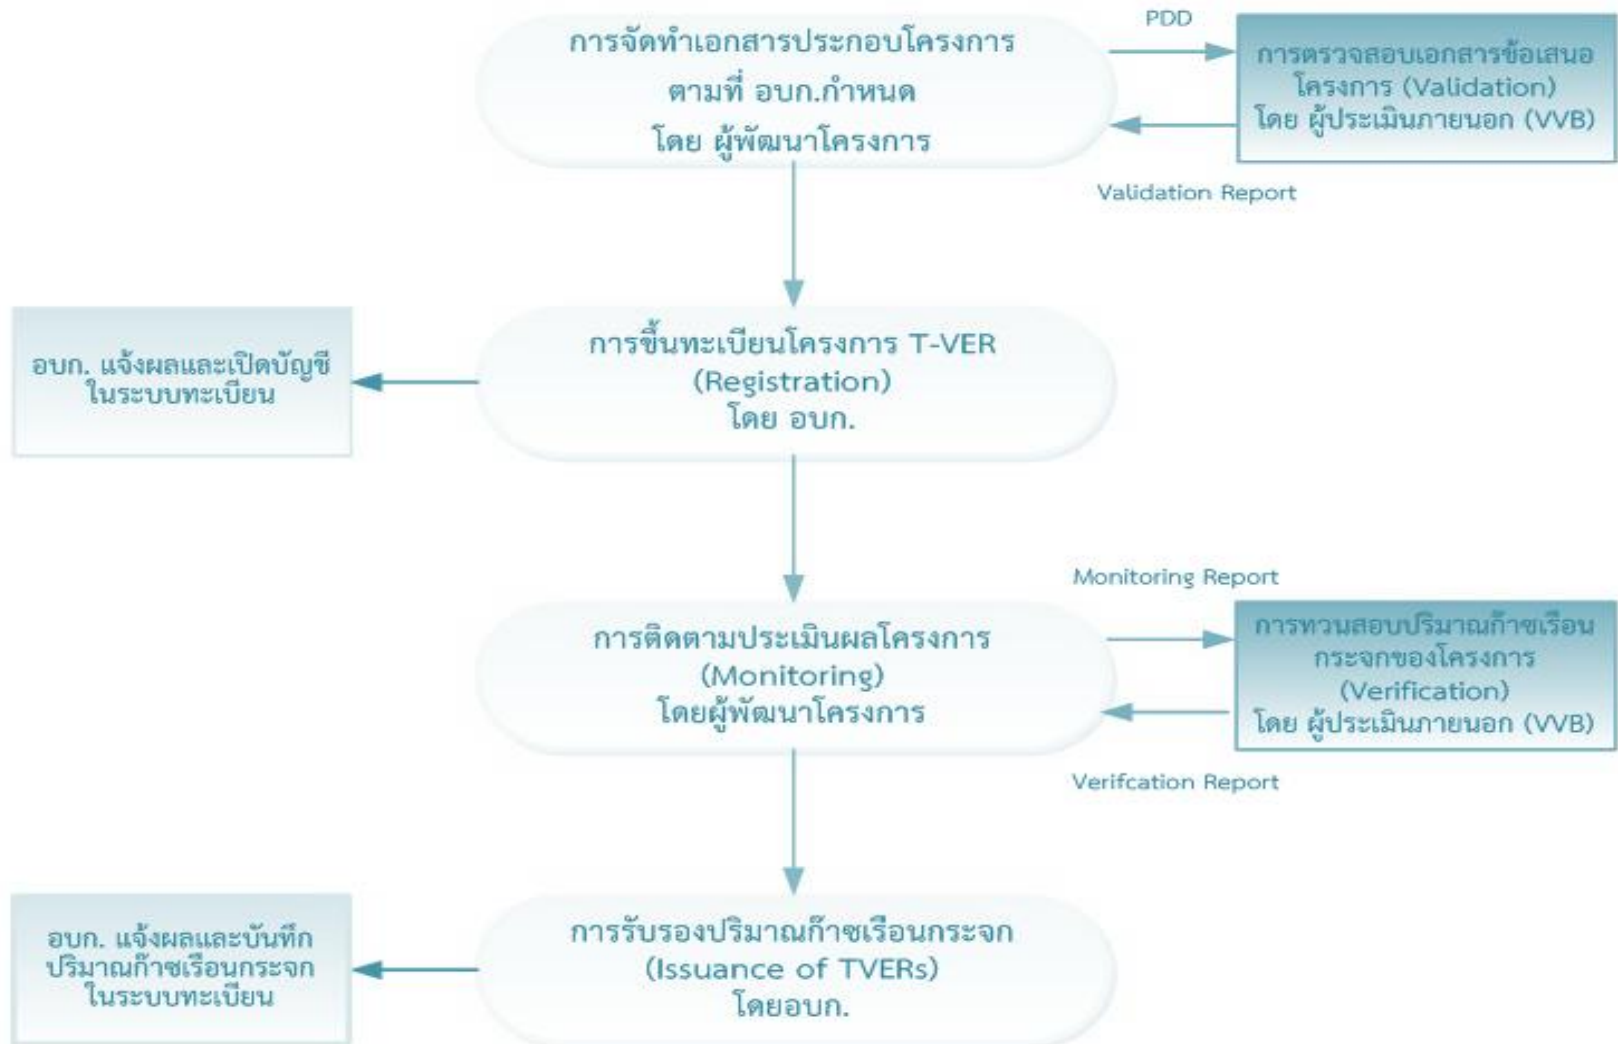 การจัดทำเอกสารประกอบโครงการ
ตามที่ อบก.กำหนด
โดย ผู้พัฒนาโครงการ
PDD
การตรวจสอบเอกสารข้อเสนอ
โครงการ (Validation)
โดย ผู้ประเมินภายนอก (VVB)
Validation Report
การขึ้นทะเบียนโครงการ T-VER
(Registration)
โดย อบก.
อบก. แจ้งผลและเปิดบัญชี
ในระบบทะเบียน
Monitoring Report
การติดตามประเมินผลโครงการ
(Monitoring)
โดยผู้พัฒนาโครงการ
การทวนสอบปริมาณก๊าซเรือน
กระจกของโครงการ
(Verification)
โดย ผู้ประเมินภายนอก (VVB)
Verifcation Report
การรับรองปริมาณก๊าซเรือนกระจก
(Issuance of TVERs)
โดยอบก.
อบก. แจ้งผลและบันทึก
ปริมาณก๊าซเรือนกระจก
ในระบบทะเบียน